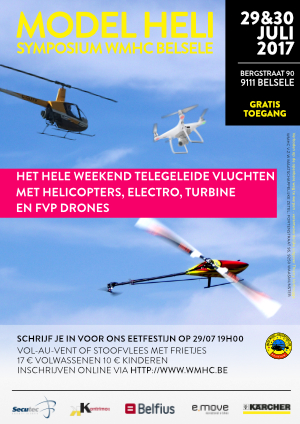 MODEL HELI
SYMPOSIUM WMHC BELSELE
29&30
JULI
2017
BERGSTRAAT 90
9111 BELSELE
GRATIS
TOEGANG
HET HELE WEEKEND TELEGELEIDE VLUCHTEN
MET HELICOPTERS, ELECTRO, TURBINE
EN FVP DRONES
SCHRIJF JE IN VOOR ONS EETFESTIJN OP 29/07 19H00
VOL-AU-VENT OF STOOFVLEES MET FRIETJES
17 € VOLWASSENEN 10 € KINDEREN
INSCHRIJVEN ONLINE VIA HTTP://WWW.WMHC.BE
Secutec
Belfius
e.move
KÄRCHER